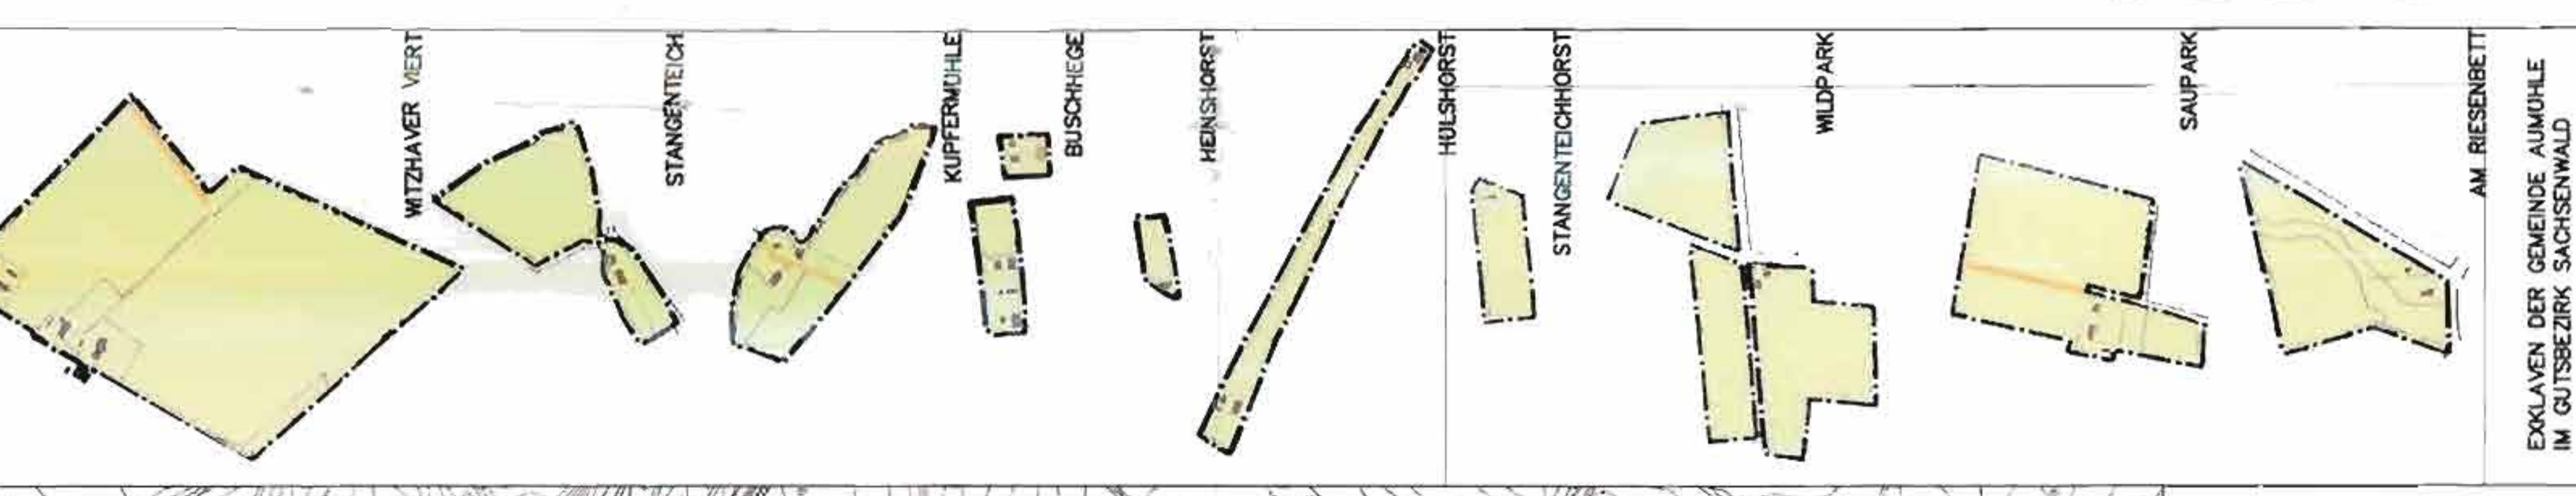 WITZHAVER VIERT
STANGENTEICH
KUPFERMÜHLE
BUSCHHEGE
HEINSHORST
HÜLSHORST
STANGENTEICHHORST
WILDPARK
SAUPARK
AM RIESENBETT
EXKLAVEN DER GEMEINDE AUMÜHLE
IM GUTSBEZIRK SACHSENWALD